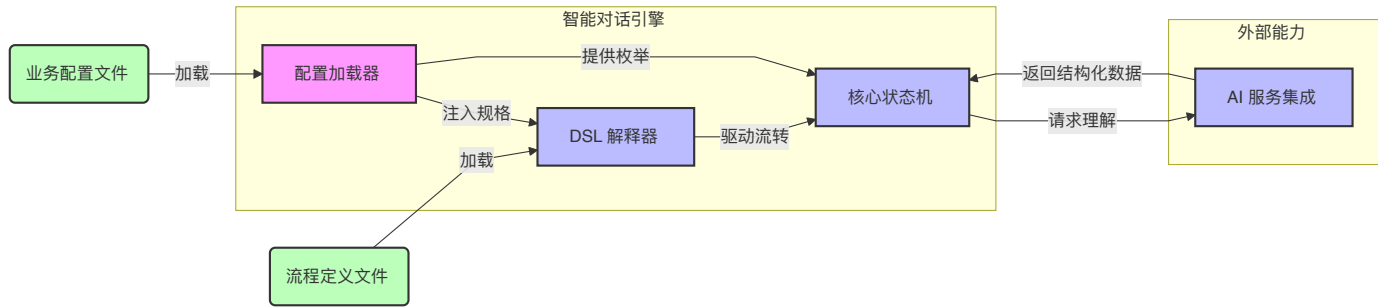 智能对话引擎
外部能力
业务配置文件
加载
配置加载器
提供枚举
注入规格
核心状态机
返回结构化数据
请求理解
AI 服务集成
DSL 解释器
驱动流转
加载
流程定义文件